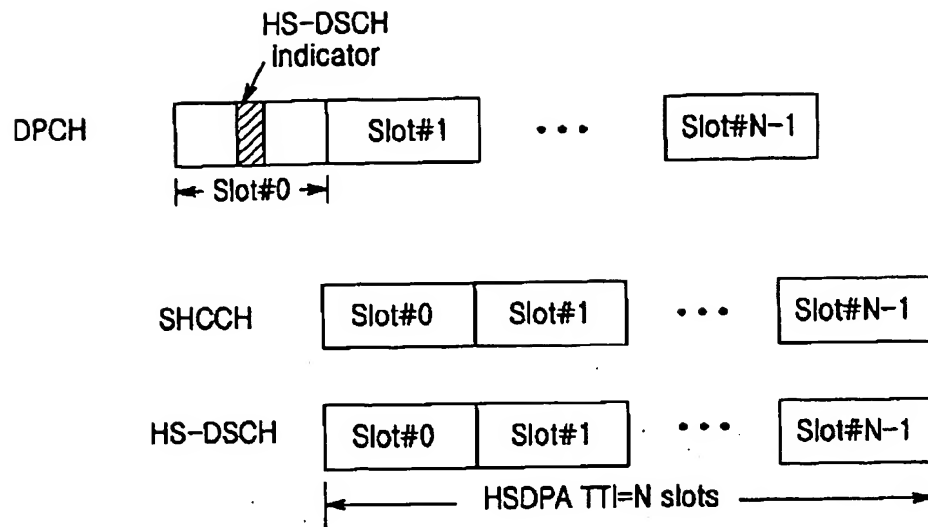 HS-DSCH
Indicator
DPCH
Slot#1
• • •
Slot#N-1
Slot#0
SHCCH
Slot#0
Slot#1
• • •
Slot#N-1
HS-DSCH
Slot#0
Slot#1
• • •
Slot#N-1
HSDPA TTI=N slots